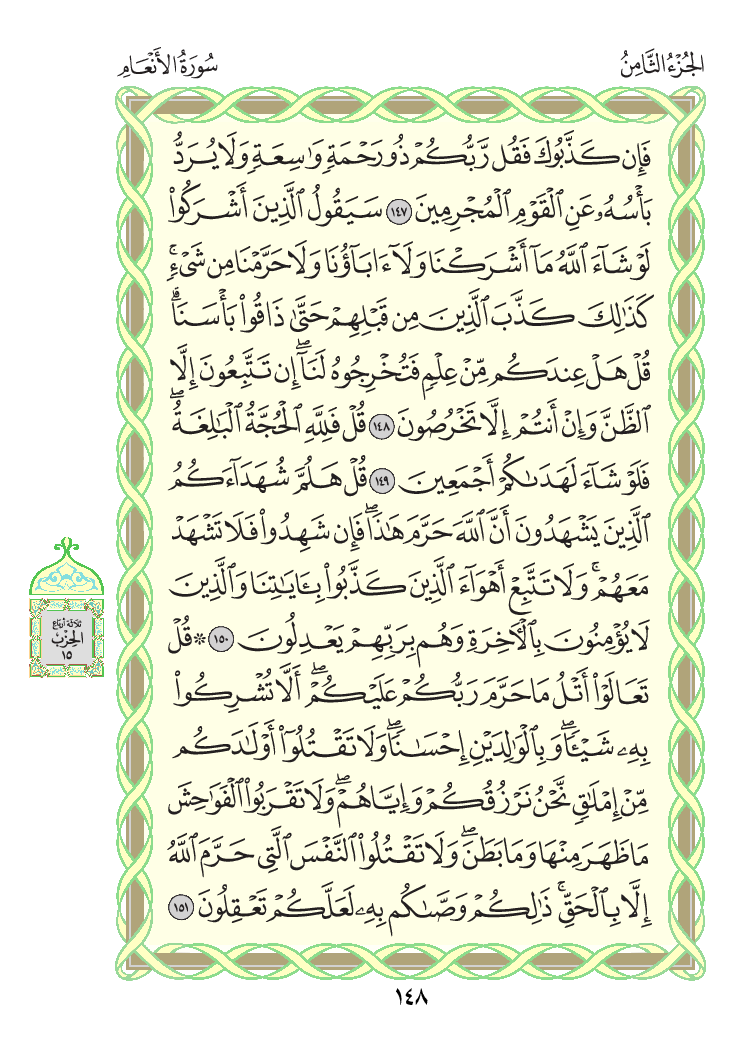 الجُزْءُ الثَّامِنُ
سُورَةُ الأَنْعَامِ
فَإِن كَذَّبُوكَ فَقُل رَّبُّكُمْ ذُو رَحْمَةٍ وَٰسِعَةٍ وَلَا يُرَدُّ
بَأْسُهُۥ عَنِ ٱلْقَوْمِ ٱلْمُجْرِمِينَ ١٤٧ سَيَقُولُ ٱلَّذِينَ أَشْرَكُوا۟
لَوْ شَآءَ ٱللَّهُ مَآ أَشْرَكْنَا وَلَآ ءَابَآؤُنَا وَلَا حَرَّمْنَا مِن شَىْءٍۚ
كَذَٰلِكَ كَذَّبَ ٱلَّذِينَ مِن قَبْلِهِمْ حَتَّىٰ ذَاقُوا۟ بَأْسَنَاۗ
قُلْ هَلْ عِندَكُم مِّنْ عِلْمٍ فَتُخْرِجُوهُ لَنَآۖ إِن تَتَّبِعُونَ إِلَّا
ٱلظَّنَّ وَإِنْ أَنتُمْ إِلَّا تَخْرُصُونَ ١٤٨ قُلْ فَلِلَّهِ ٱلْحُجَّةُ ٱلْبَٰلِغَةُۖ
فَلَوْ شَآءَ لَهَدَىٰكُمْ أَجْمَعِينَ ١٤٩ قُلْ هَلُمَّ شُهَدَآءَكُمُ
ٱلَّذِينَ يَشْهَدُونَ أَنَّ ٱللَّهَ حَرَّمَ هَٰذَاۖ فَإِن شَهِدُوا۟ فَلَا تَشْهَدْ
مَعَهُمْۚ وَلَا تَتَّبِعْ أَهْوَآءَ ٱلَّذِينَ كَذَّبُوا۟ بِـَٔايَٰتِنَا وَٱلَّذِينَ
لَا يُؤْمِنُونَ بِٱلْأَخِرَةِ وَهُم بِرَبِّهِمْ يَعْدِلُونَ ١٥٠ ۞ قُلْ
تَعَالَوْا۟ أَتْلُ مَا حَرَّمَ رَبُّكُمْ عَلَيْكُمْۖ أَلَّا تُشْرِكُوا۟
بِهِۦ شَيْـًٔاۖ وَبِٱلْوَٰلِدَيْنِ إِحْسَٰنًاۖ وَلَا تَقْتُلُوٓا۟ أَوْلَٰدَكُم
مِّنْ إِمْلَٰقٍۖ نَّحْنُ نَرْزُقُكُمْ وَإِيَّاهُمْۖ وَلَا تَقْرَبُوا۟ ٱلْفَوَٰحِشَ
مَا ظَهَرَ مِنْهَا وَمَا بَطَنَۖ وَلَا تَقْتُلُوا۟ ٱلنَّفْسَ ٱلَّتِى حَرَّمَ ٱللَّهُ
إِلَّا بِٱلْحَقِّۚ ذَٰلِكُمْ وَصَّىٰكُم بِهِۦ لَعَلَّكُمْ تَعْقِلُونَ ١٥١
ثلاثة أرباع
الحِزْب
١٥
١٤٨